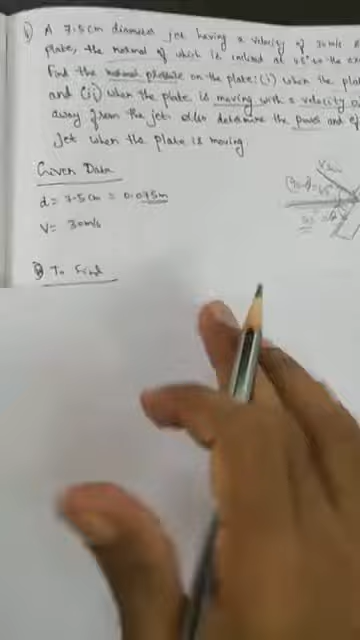 1) A 7.5cm diameter jet having a velocity of 30m/s
plate, the normal of which is inclined at 45° to the
Find the normal pressure on the plate: (i) when the
and (ii) when the plate is moving with a velocity
away from the jet. also determine the power and
jet when the plate is moving.
Given Data
d = 7.5cm = 0.075m
V = 30m/s
To Find